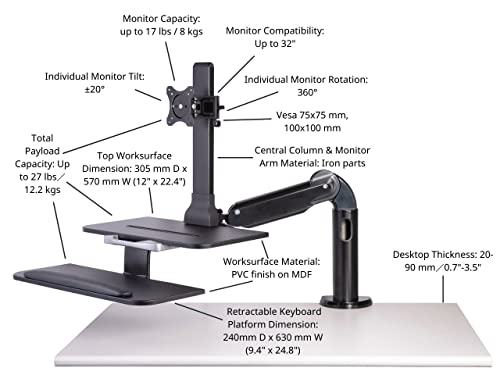 Monitor Capacity:
up to 17 lbs / 8 kgs
Monitor Compatibility:
Up to 32"
Individual Monitor Tilt:
±20°
Individual Monitor Rotation:
360°
Vesa 75x75 mm,
100x100 mm
Total
Payload
Capacity: Up
to 27 lbs/
12.2 kgs
Top Worksurface
Dimension: 305 mm D x
570 mm W (12" x 22.4")
Central Column & Monitor
Arm Material: Iron parts
Worksurface Material:
PVC finish on MDF
Desktop Thickness: 20-
90 mm/0.7"-3.5"
Retractable Keyboard
Platform Dimension:
240mm D x 630 mm W
(9.4" x 24.8")